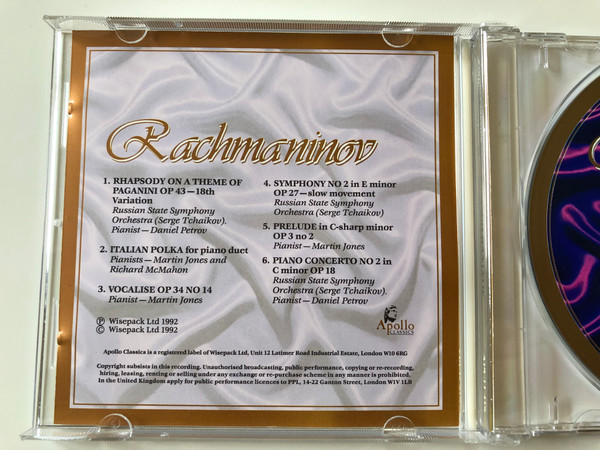 Rachmaninov
1. RHAPSODY ON A THEME OF
PAGANINI OP 43—18th
Variation
Russian State Symphony
Orchestra (Serge Tchaikov).
Pianist—Daniel Petrov
2. ITALIAN POLKA for piano duet
Pianists—Martin Jones and
Richard McMahon
3. VOCALISE OP 34 NO 14
Pianist—Martin Jones
4. SYMPHONY NO 2 in E minor
OP 27—slow movement
Russian State Symphony
Orchestra (Serge Tchaikov)
5. PRELUDE in C-sharp minor
OP 3 no 2
Pianist—Martin Jones
6. PIANO CONCERTO NO 2 in
C minor OP 18
Russian State Symphony
Orchestra (Serge Tchaikov).
Pianist—Daniel Petrov
℗ Wisepack Ltd 1992
© Wisepack Ltd 1992
Apollo
CLASSICS
Apollo Classics is a registered label of Wisepack Ltd, Unit 12 Latimer Road Industrial Estate, London W10 6RG
Copyright subsists in this recording. Unauthorised broadcasting, public performance, copying or re-recording,
hiring, leasing, renting or selling under any exchange or re-purchase scheme in any manner is prohibited.
In the United Kingdom apply for public performance licences to PPL, 14-22 Ganton Street, London W1V 1LB